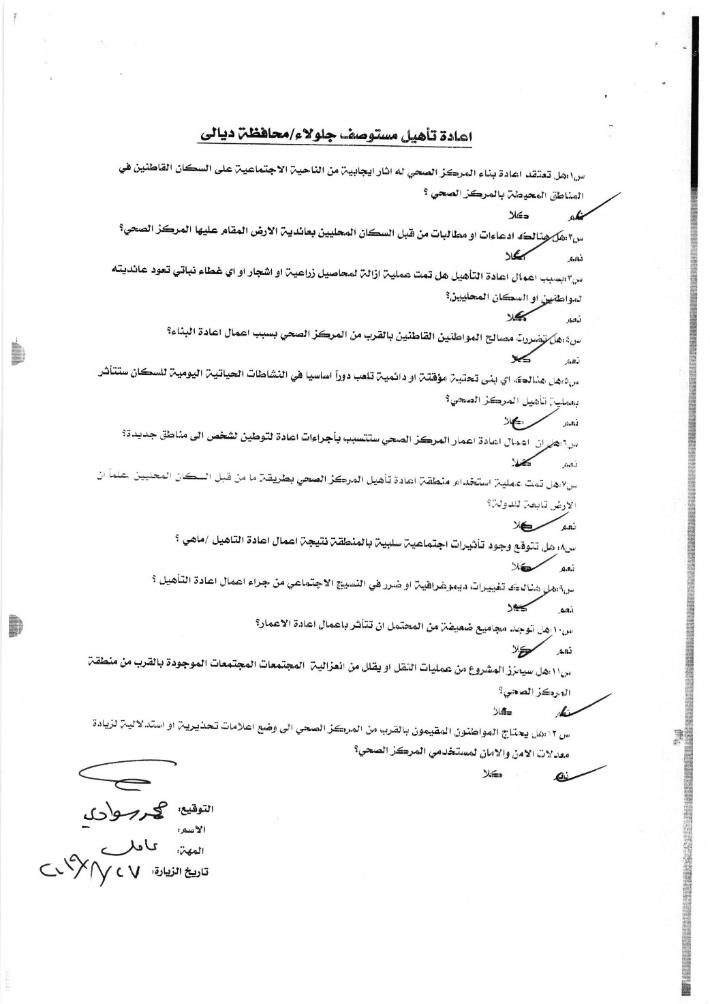 اعادة تأهيل مستوصف جلولاء/محافظة ديالى
س١:هل تعتقد اعادة بناء المركز الصحي له اثار ايجابية من الناحية الاجتماعية على السكان القاطنين في
المناطق المحيطة بالمركز الصحي ؟
نعم كلا
س٢:هل هنالك ادعاءات او مطالبات من قبل السكان المحليين بعائدية الارض المقام عليها المركز الصحي؟
نعم كلا
س٣:بسبب اعمال اعادة التأهيل هل تمت عملية ازالة لمحاصيل زراعية او اشجار او اي غطاء نباتي تعود عائديته
لمواطنين او السكان المحليين؟
نعم كلا
س٤:هل تضررت مصالح المواطنين القاطنين بالقرب من المركز الصحي بسبب اعمال اعادة البناء؟
نعم كلا
س٥:هل هنالك اي بنى تحتية مؤقتة او دائمية تلعب دوراً اساسيا في النشاطات الحياتية اليومية للسكان ستتأثر
بعملية تأهيل المركز الصحي؟
نعم كلا
س٦:هل ان اعمال اعادة اعمار المركز الصحي ستتسبب بأجراءات اعادة لتوطين لشخص الى مناطق جديدة؟
نعم كلا
س٧:هل تمت عملية استخدام منطقة اعادة تأهيل المركز الصحي بطريقة ما من قبل السكان المحليين علماً ان
الارض تابعة للدولة؟
نعم كلا
س٨:هل تتوقع وجود تأثيرات اجتماعية سلبية بالمنطقة نتيجة اعمال اعادة التاهيل /ماهي ؟
نعم كلا
س٩:هل هنالك تغييرات ديموغرافية او ضرر في النسيج الاجتماعي من جراء اعمال اعادة التأهيل ؟
نعم كلا
س١٠:هل توجد مجاميع ضعيفة من المحتمل ان تتأثر باعمال اعادة الاعمار؟
نعم كلا
س١١:هل سيعزز المشروع من عمليات النقل او يقلل من انعزالية المجتمعات المجتمعات الموجودة بالقرب من منطقة
المركز الصحي؟
نعم كلا
س١٢:هل يحتاج المواطنون المقيمون بالقرب من المركز الصحي الى وضع اعلامات تحذيرية او استدلالية لزيادة
معدلات الامن والامان لمستخدمي المركز الصحي؟
نعم كلا
التوقيع:
الاسم:
المهة: عامل
تاريخ الزيارة: ٢٠١٩/٨/٢٧